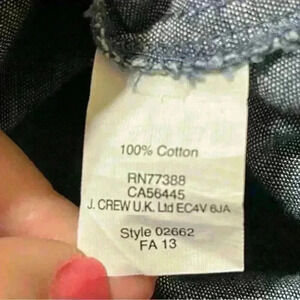 100% Cotton
RN77388
CA56445
J. CREW U.K. Ltd EC4V 6JA
Style 02662
FA 13